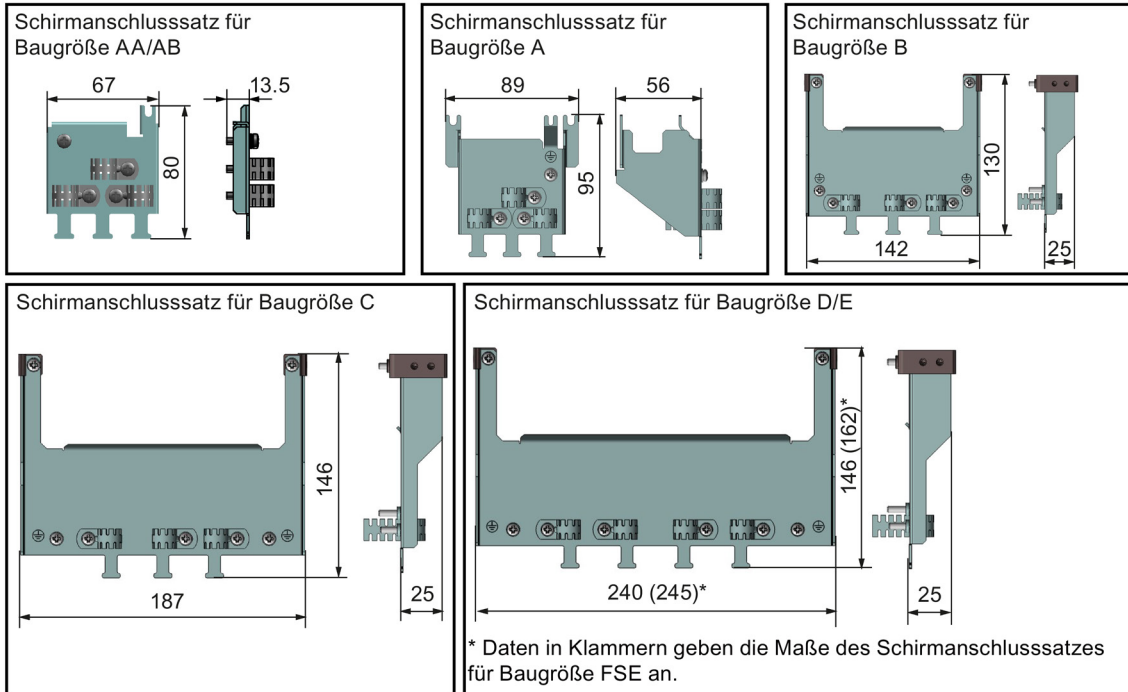 Schirmanschlusssatz für
Baugröße AA/AB
67
13.5
80
Schirmanschlusssatz für
Baugröße A
89
56
95
Schirmanschlusssatz für
Baugröße B
130
142
25
Schirmanschlusssatz für Baugröße C
146
187
25
Schirmanschlusssatz für Baugröße D/E
146 (162)*
240 (245)*
25
* Daten in Klammern geben die Maße des Schirmanschlusssatzes
für Baugröße FSE an.